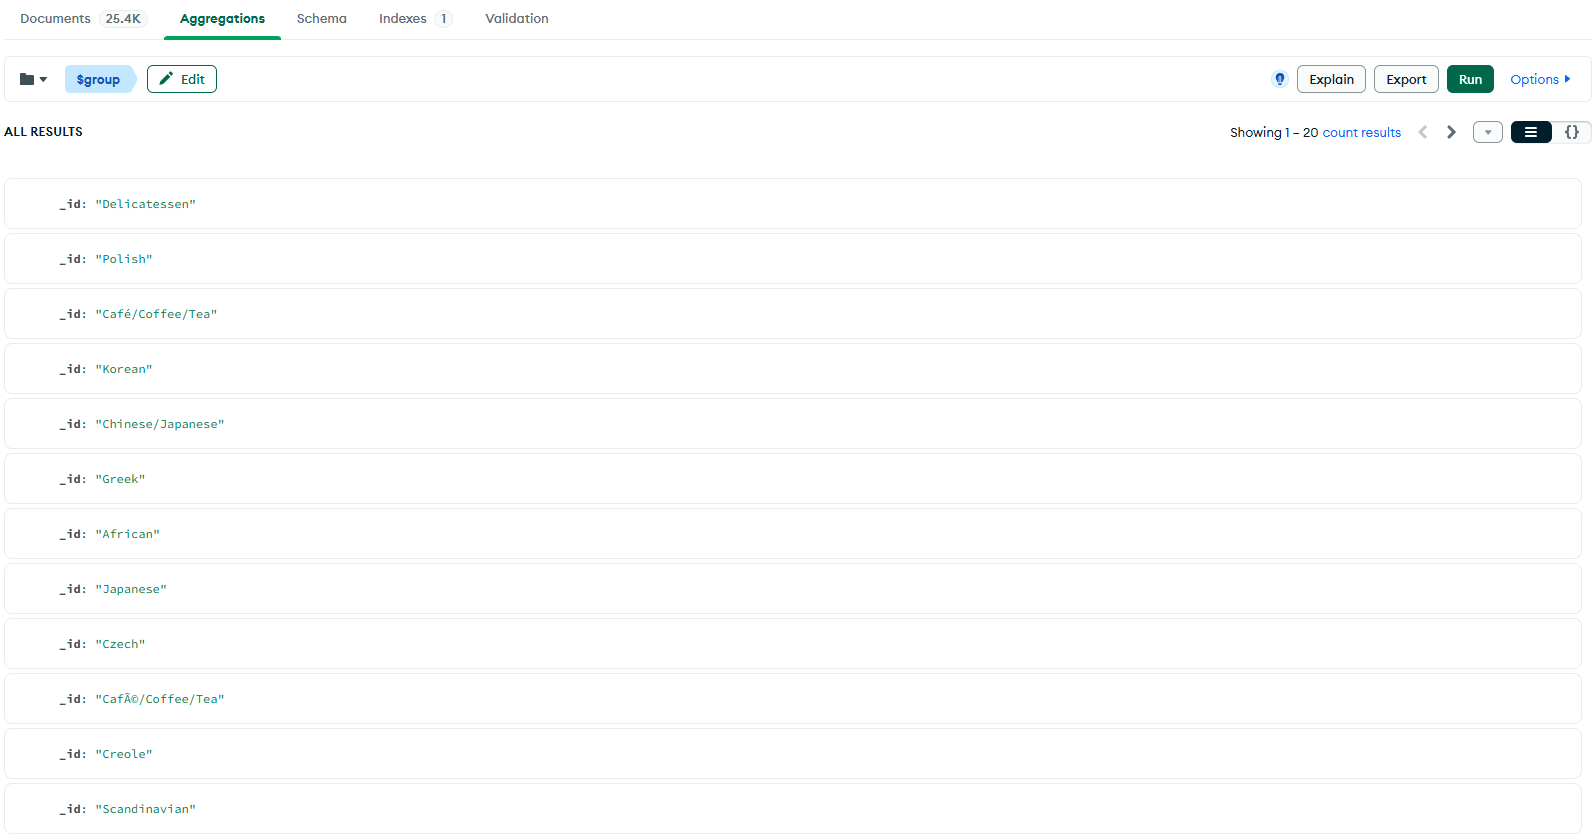 Documents 25.4K Aggregations Schema Indexes 1 Validation
$group Edit Explain Export Run Options
ALL RESULTS Showing 1 – 20 count results
_id: "Delicatessen"
_id: "Polish"
_id: "Café/Coffee/Tea"
_id: "Korean"
_id: "Chinese/Japanese"
_id: "Greek"
_id: "African"
_id: "Japanese"
_id: "Czech"
_id: "CafÃ©/Coffee/Tea"
_id: "Creole"
_id: "Scandinavian"